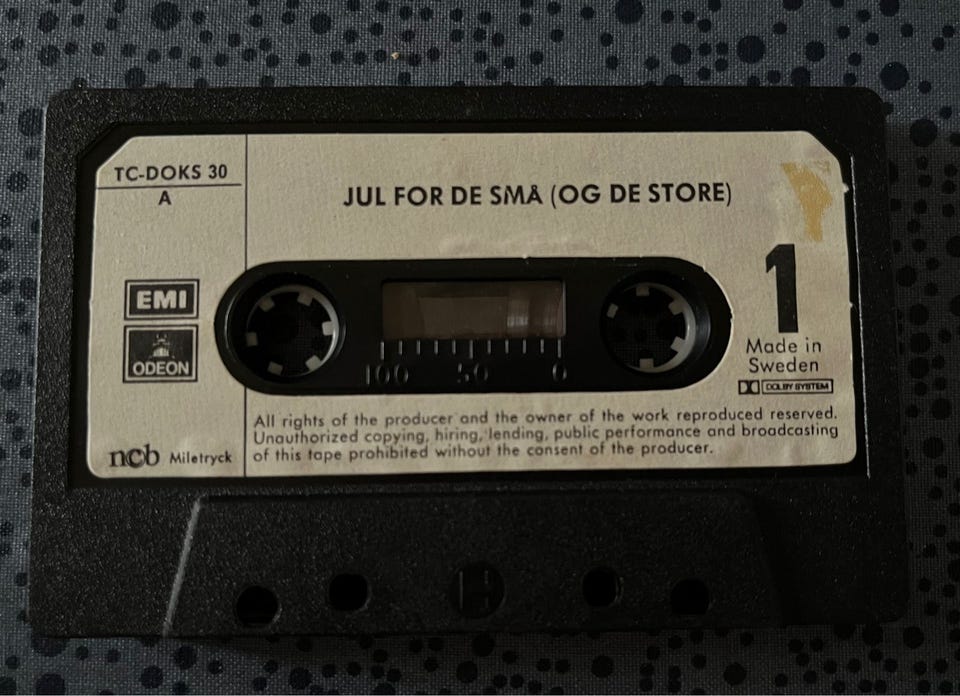 TC-DOKS 30
A
JUL FOR DE SMÅ (OG DE STORE)
1
EMI
ODEON
Made in
Sweden
DOLBY SYSTEM
100 50 0
All rights of the producer and the owner of the work reproduced reserved.
Unauthorized copying, hiring, lending, public performance and broadcasting
of this tape prohibited without the consent of the producer.
ncb Miletryck